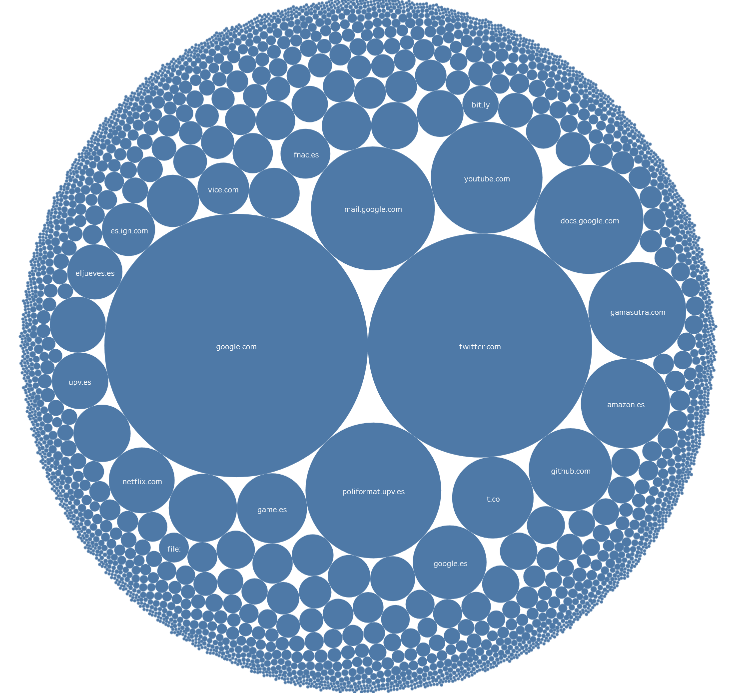 bit.ly
fnac.es
youtube.com
vice.com
mail.google.com
docs.google.com
es.ign.com
eljueves.es
gamasutra.com
google.com
twitter.com
upv.es
amazon.es
netflix.com
poliformat.upv.es
github.com
t.co
game.es
file:
google.es